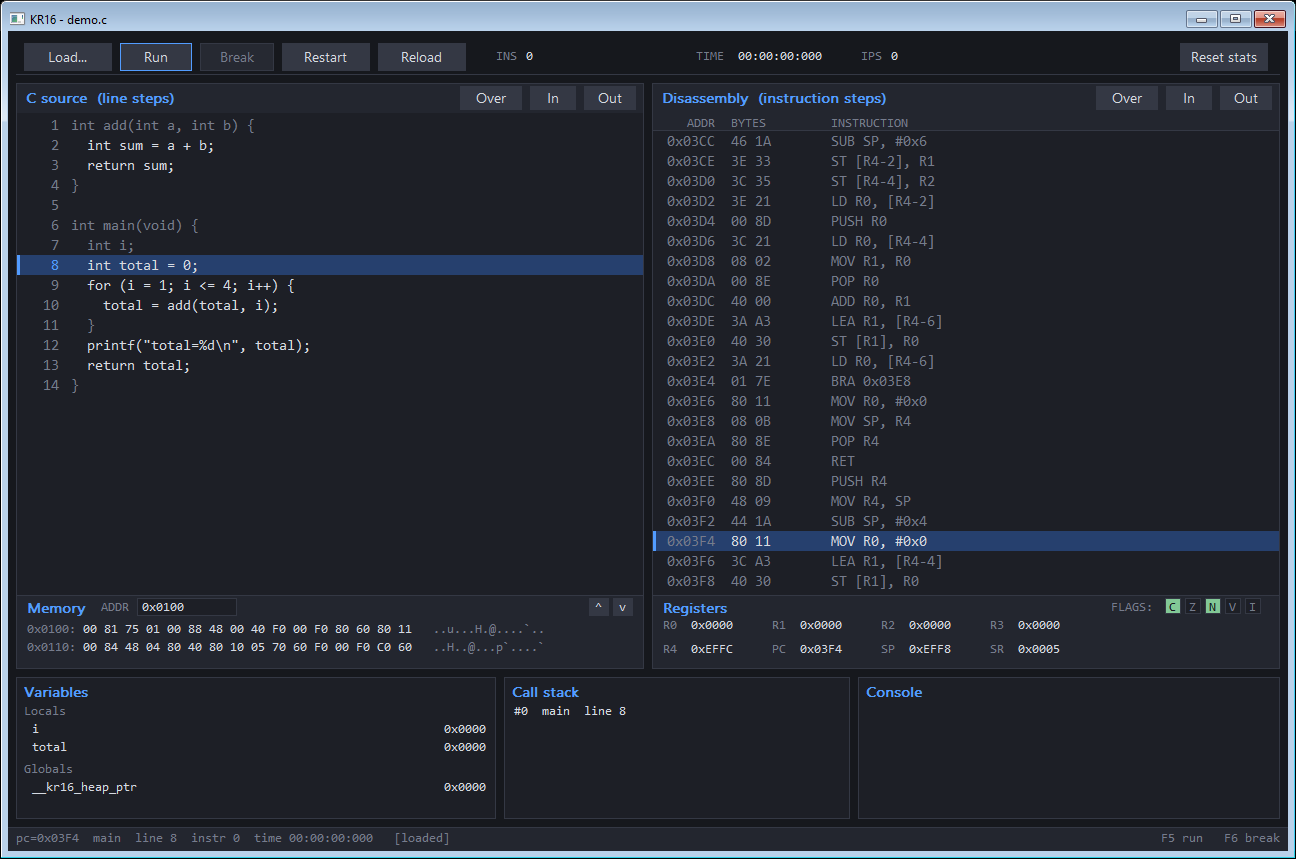 KR16 - demo.c
Load... Run Break Restart Reload INS 0 TIME 00:00:00:000 IPS 0 Reset stats
C source (line steps) Over In Out
1 int add(int a, int b) {
2 int sum = a + b;
3 return sum;
4 }
5
6 int main(void) {
7 int i;
8 int total = 0;
9 for (i = 1; i <= 4; i++) {
10 total = add(total, i);
11 }
12 printf("total=%d\n", total);
13 return total;
14 }
Disassembly (instruction steps) Over In Out
ADDR BYTES INSTRUCTION
0x03CC 46 1A SUB SP, #0x6
0x03CE 3E 33 ST [R4-2], R1
0x03D0 3C 35 ST [R4-4], R2
0x03D2 3E 21 LD R0, [R4-2]
0x03D4 00 8D PUSH R0
0x03D6 3C 21 LD R0, [R4-4]
0x03D8 08 02 MOV R1, R0
0x03DA 00 8E POP R0
0x03DC 40 00 ADD R0, R1
0x03DE 3A A3 LEA R1, [R4-6]
0x03E0 40 30 ST [R1], R0
0x03E2 3A 21 LD R0, [R4-6]
0x03E4 01 7E BRA 0x03E8
0x03E6 80 11 MOV R0, #0x0
0x03E8 08 0B MOV SP, R4
0x03EA 80 8E POP R4
0x03EC 00 84 RET
0x03EE 80 8D PUSH R4
0x03F0 48 09 MOV R4, SP
0x03F2 44 1A SUB SP, #0x4
0x03F4 80 11 MOV R0, #0x0
0x03F6 3C A3 LEA R1, [R4-4]
0x03F8 40 30 ST [R1], R0
Memory ADDR 0x0100 ^ v
0x0100: 00 81 75 01 00 88 48 00 40 F0 00 F0 80 60 80 11 ..u...H.@....`..
0x0110: 00 84 48 04 80 40 80 10 05 70 60 F0 00 F0 C0 60 ..H..@...p`....`
Registers FLAGS: C Z N V I
R0 0x0000 R1 0x0000 R2 0x0000 R3 0x0000
R4 0xEFFC PC 0x03F4 SP 0xEFF8 SR 0x0005
Variables
Locals
i 0x0000
total 0x0000
Globals
__kr16_heap_ptr 0x0000
Call stack
#0 main line 8
Console
pc=0x03F4 main line 8 instr 0 time 00:00:00:000 [loaded] F5 run F6 break